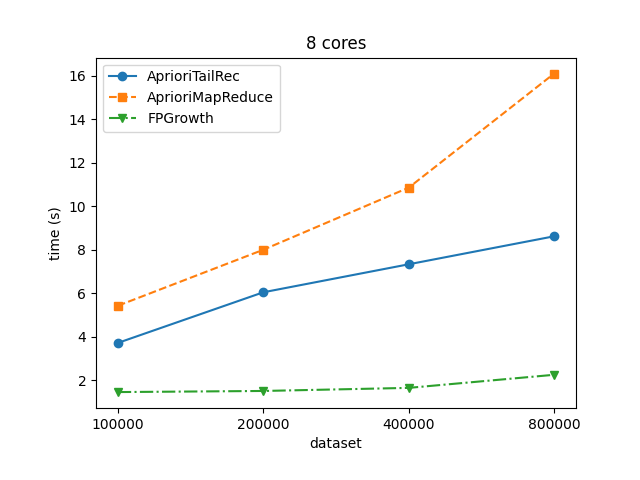 8 cores
AprioriTailRec
AprioriMapReduce
FPGrowth
16
14
12
10
8
6
4
2
time (s)
100000 200000 400000 800000
dataset